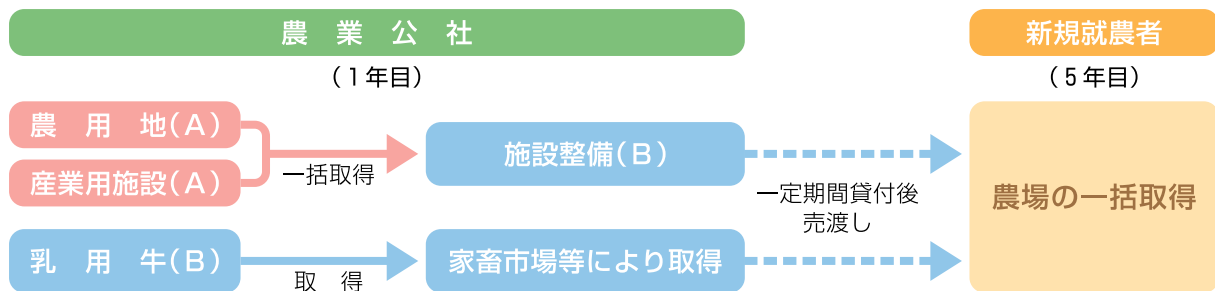 農業公社
新規就農者
(1年目)
(5年目)
農用地(A)
産業用施設(A)
一括取得
施設整備(B)
一定期間貸付後
売渡し
農場の一括取得
乳用牛(B)
取得
家畜市場等により取得